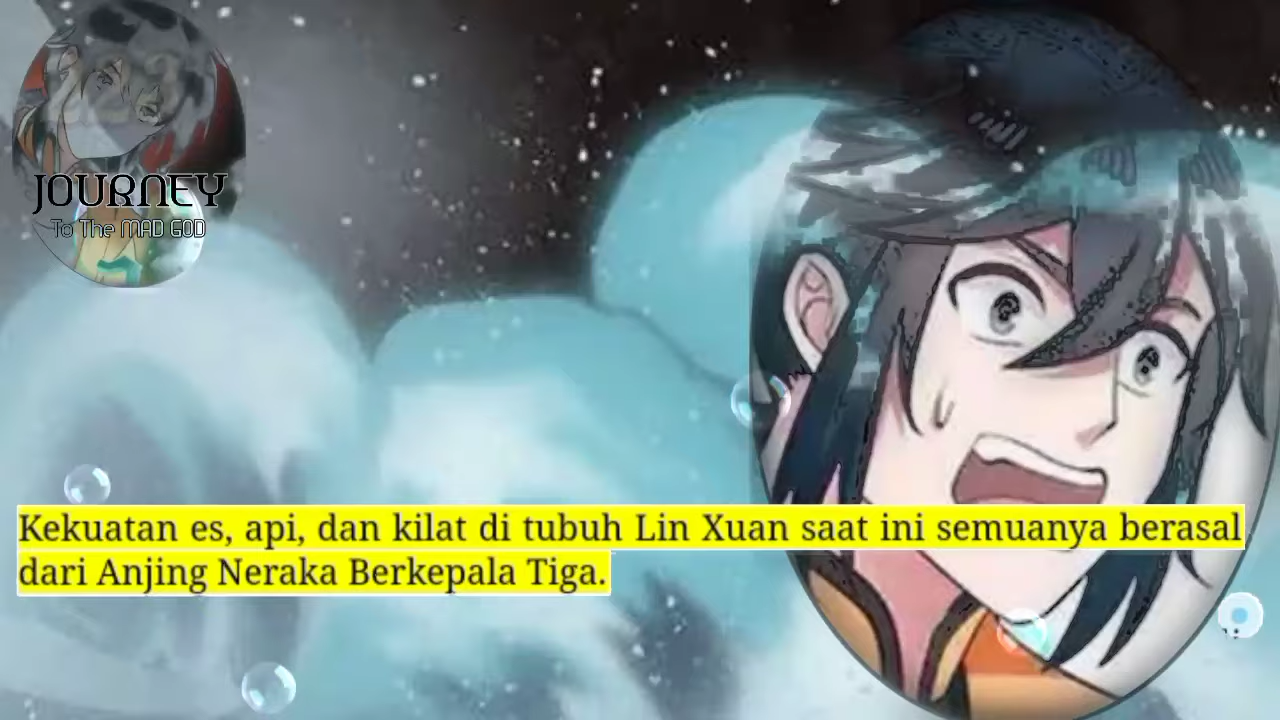 JOURNEY
To The MAD GOD
Kekuatan es, api, dan kilat di tubuh Lin Xuan saat ini semuanya berasal
dari Anjing Neraka Berkepala Tiga.